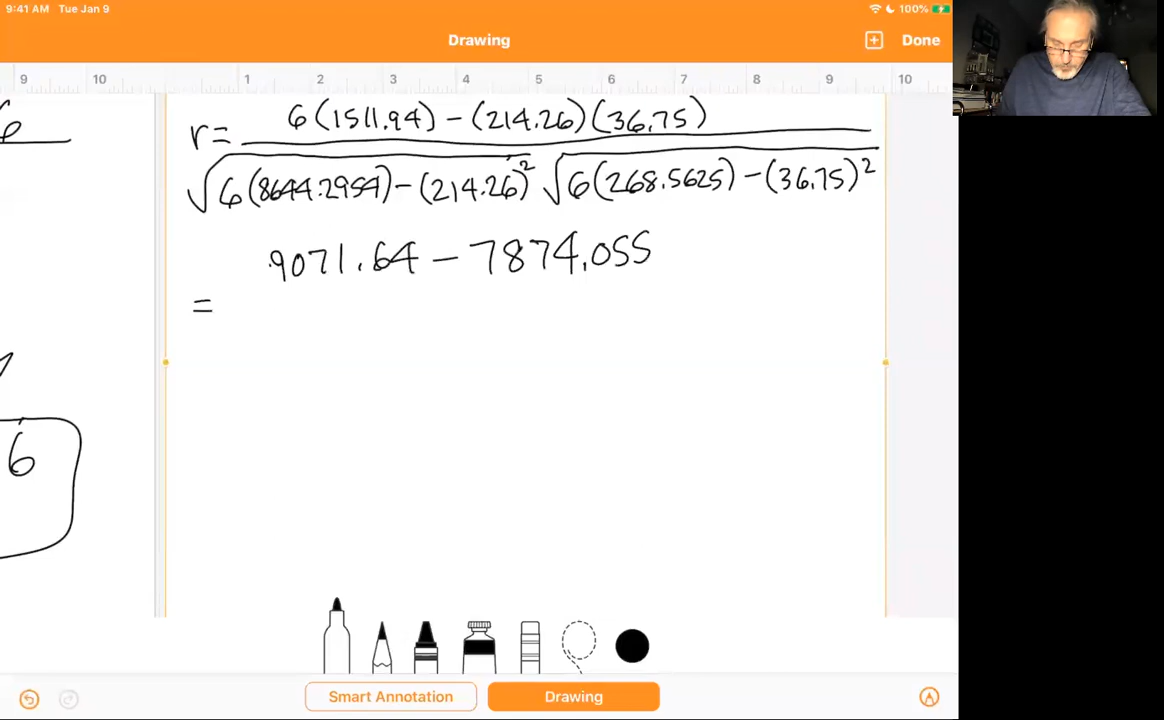 9:41 AM Tue Jan 9 100%
Drawing Done
9 10 1 2 3 4 5 6 7 8 9 10
6(1511.94) - (214.26)(36.75)
r=
√6(8644.2954) - (214.26)² √6(268.5625) - (36.75)²
9071.64 - 7874.055
=
6
Smart Annotation Drawing